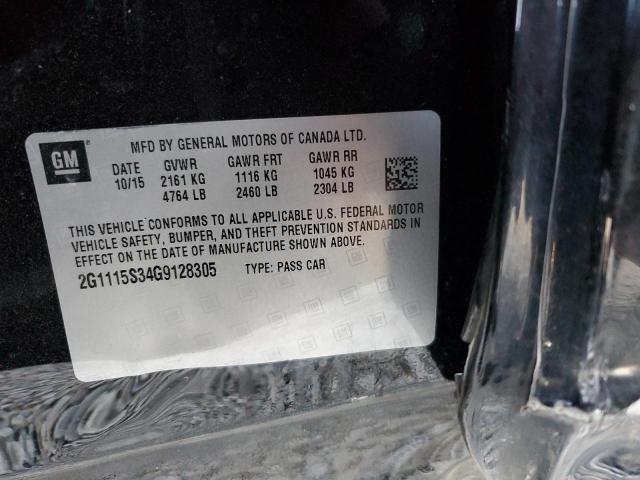 GM
MFD BY GENERAL MOTORS OF CANADA LTD.
DATE GVWR GAWR FRT GAWR RR
10/15 2161 KG 1116 KG 1045 KG
4764 LB 2460 LB 2304 LB
THIS VEHICLE CONFORMS TO ALL APPLICABLE U.S. FEDERAL MOTOR
VEHICLE SAFETY, BUMPER, AND THEFT PREVENTION STANDARDS IN
EFFECT ON THE DATE OF MANUFACTURE SHOWN ABOVE.
2G1115S34G9128305 TYPE: PASS CAR